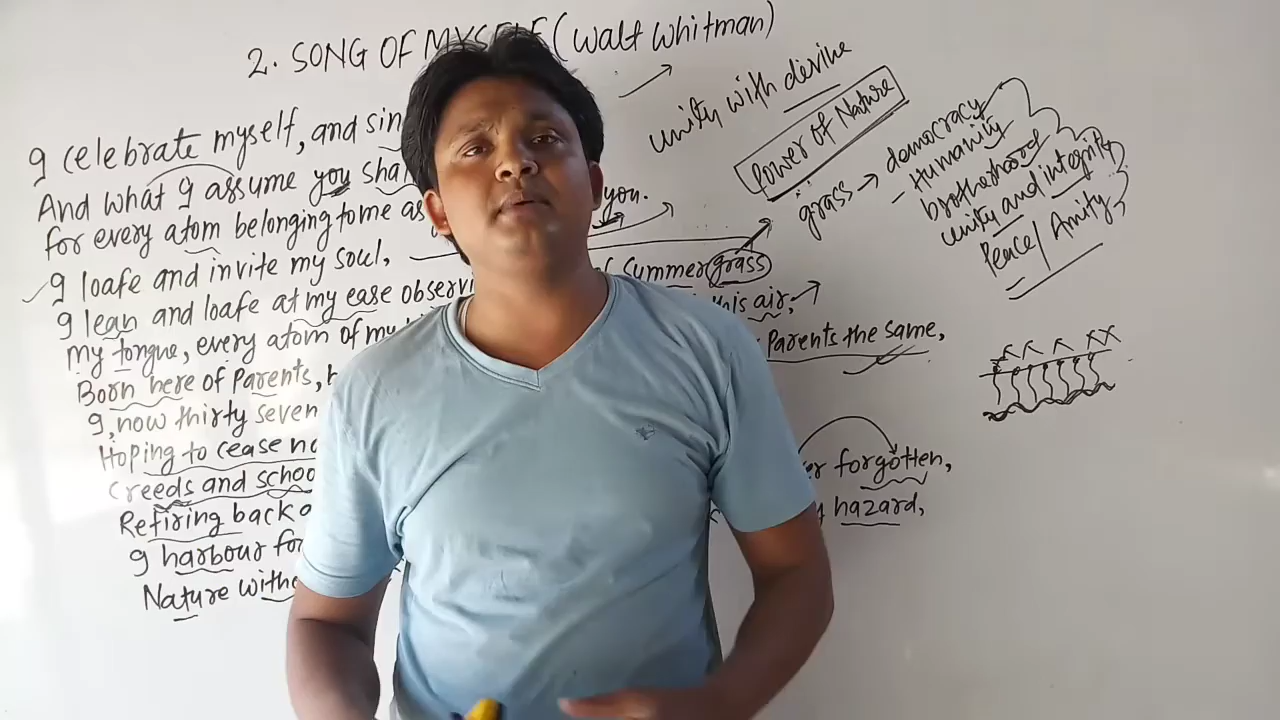 2. SONG OF MYSELF (Walt Whitman)
unity with devine
Power of Nature
grass → democracy
Humanity
brotherhood
unity and integrity
Peace/ Amity,
I celebrate myself, and sin
And what I assume you sha
for every atom belonging to me as you.
I loafe and invite my soul,
I lean and loafe at my ease observi f summer grass
My tongue, every atom of my this air,
Born here of Parents, Parents the same,
I, now thirty seven
Hoping to cease no
Creeds and schoo er forgotten,
Refiring back hazard,
I harbour for
Nature witho